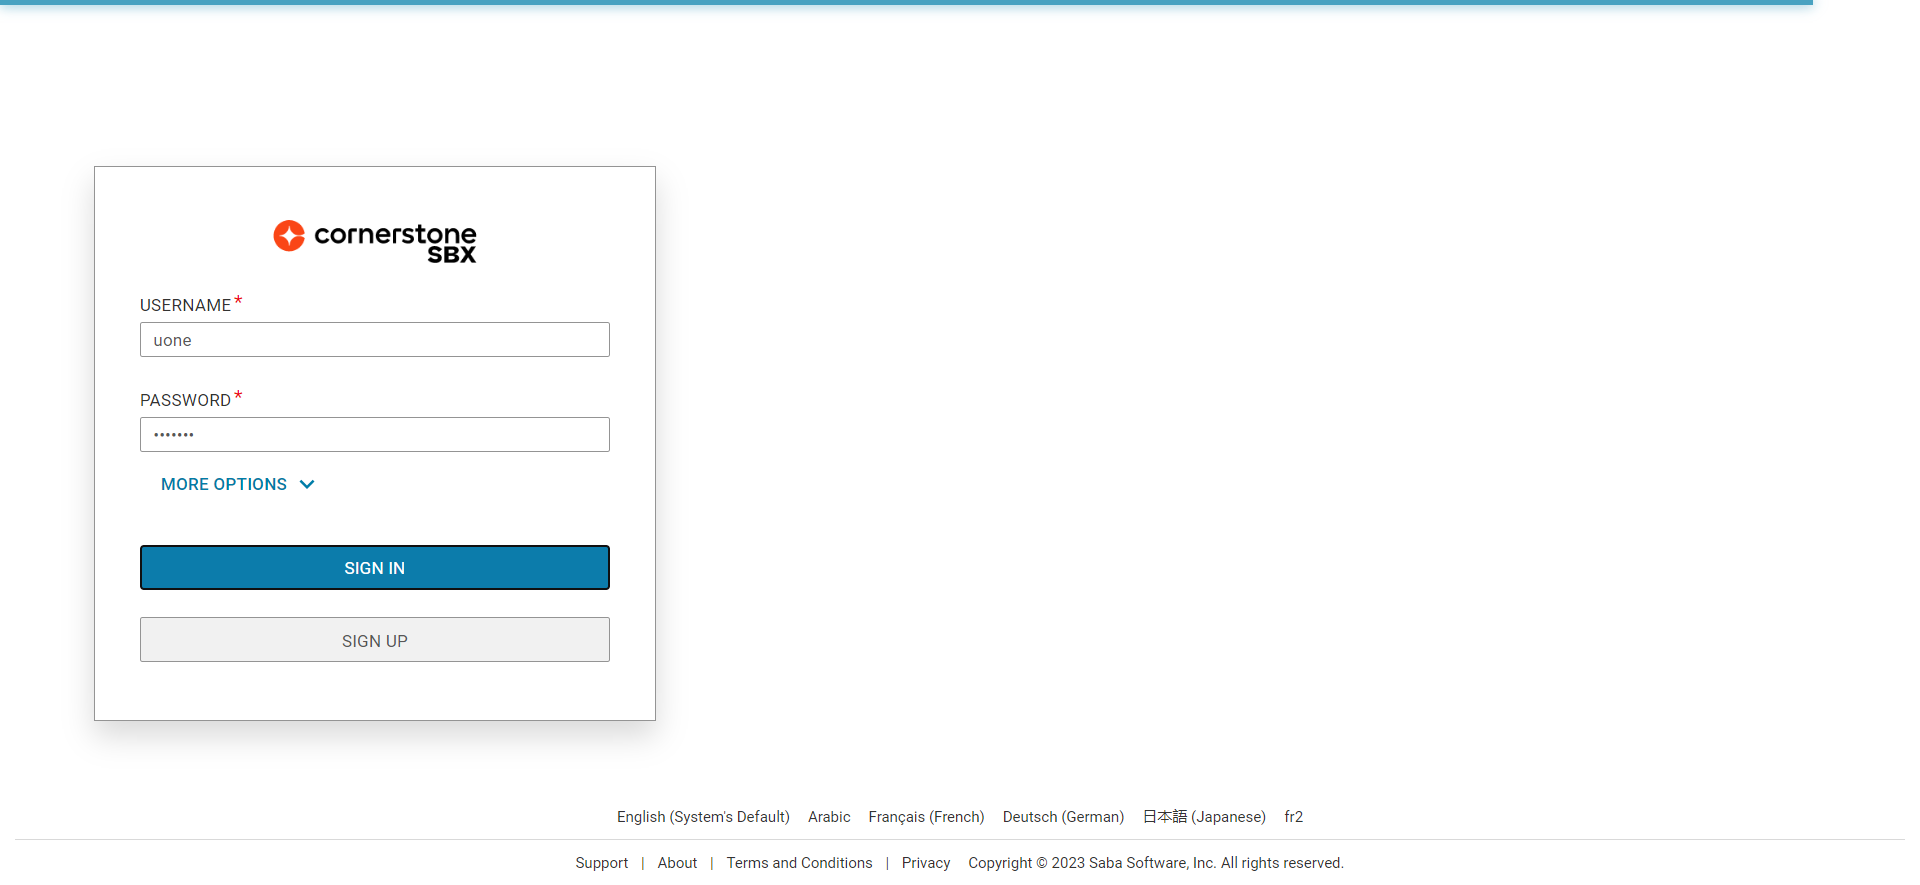 cornerstone
SBX
USERNAME*
uone
PASSWORD*
•••••••
MORE OPTIONS
SIGN IN
SIGN UP
English (System's Default) Arabic Français (French) Deutsch (German) 日本語 (Japanese) fr2
Support | About | Terms and Conditions | Privacy Copyright © 2023 Saba Software, Inc. All rights reserved.